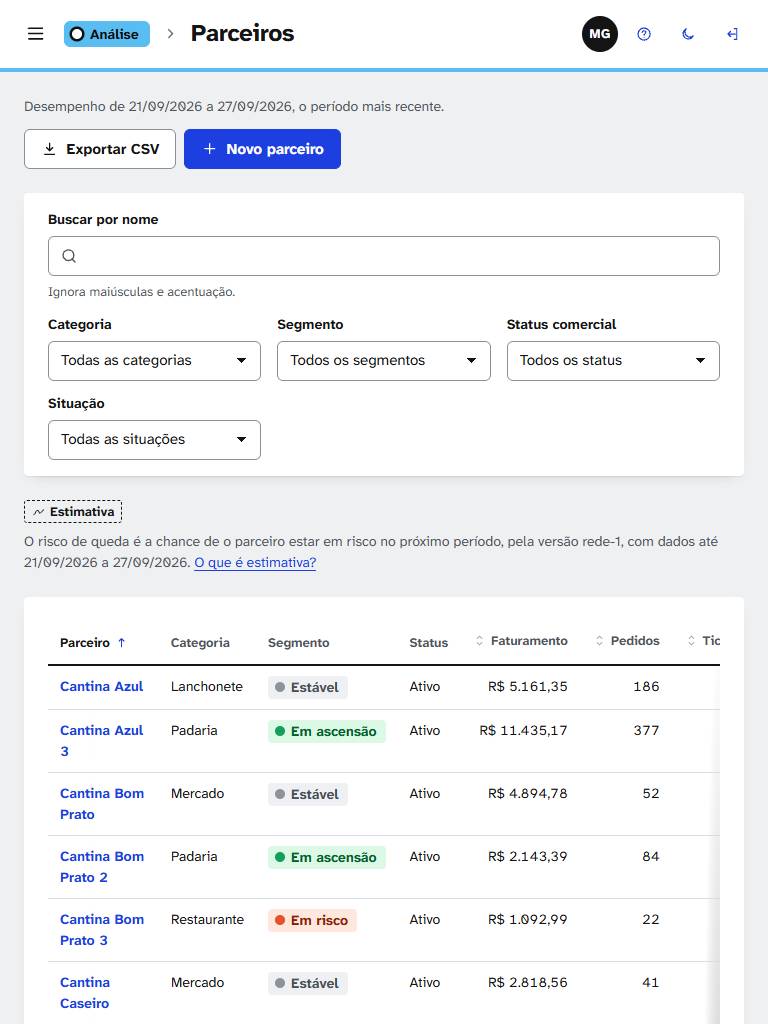 Análise
Parceiros
MG
Desempenho de 21/09/2026 a 27/09/2026, o período mais recente.
Exportar CSV
Novo parceiro
Buscar por nome
Ignora maiúsculas e acentuação.
Categoria Segmento Status comercial
Todas as categorias Todos os segmentos Todos os status
Situação
Todas as situações
Estimativa
O risco de queda é a chance de o parceiro estar em risco no próximo período, pela versão rede-1, com dados até
21/09/2026 a 27/09/2026. O que é estimativa?
Parceiro Categoria Segmento Status Faturamento Pedidos Tic
Cantina Azul Lanchonete Estável Ativo R$ 5.161,35 186
Cantina Azul Padaria Em ascensão Ativo R$ 11.435,17 377
3
Cantina Bom Mercado Estável Ativo R$ 4.894,78 52
Prato
Cantina Bom Padaria Em ascensão Ativo R$ 2.143,39 84
Prato 2
Cantina Bom Restaurante Em risco Ativo R$ 1.092,99 22
Prato 3
Cantina Mercado Estável Ativo R$ 2.818,56 41
Caseiro